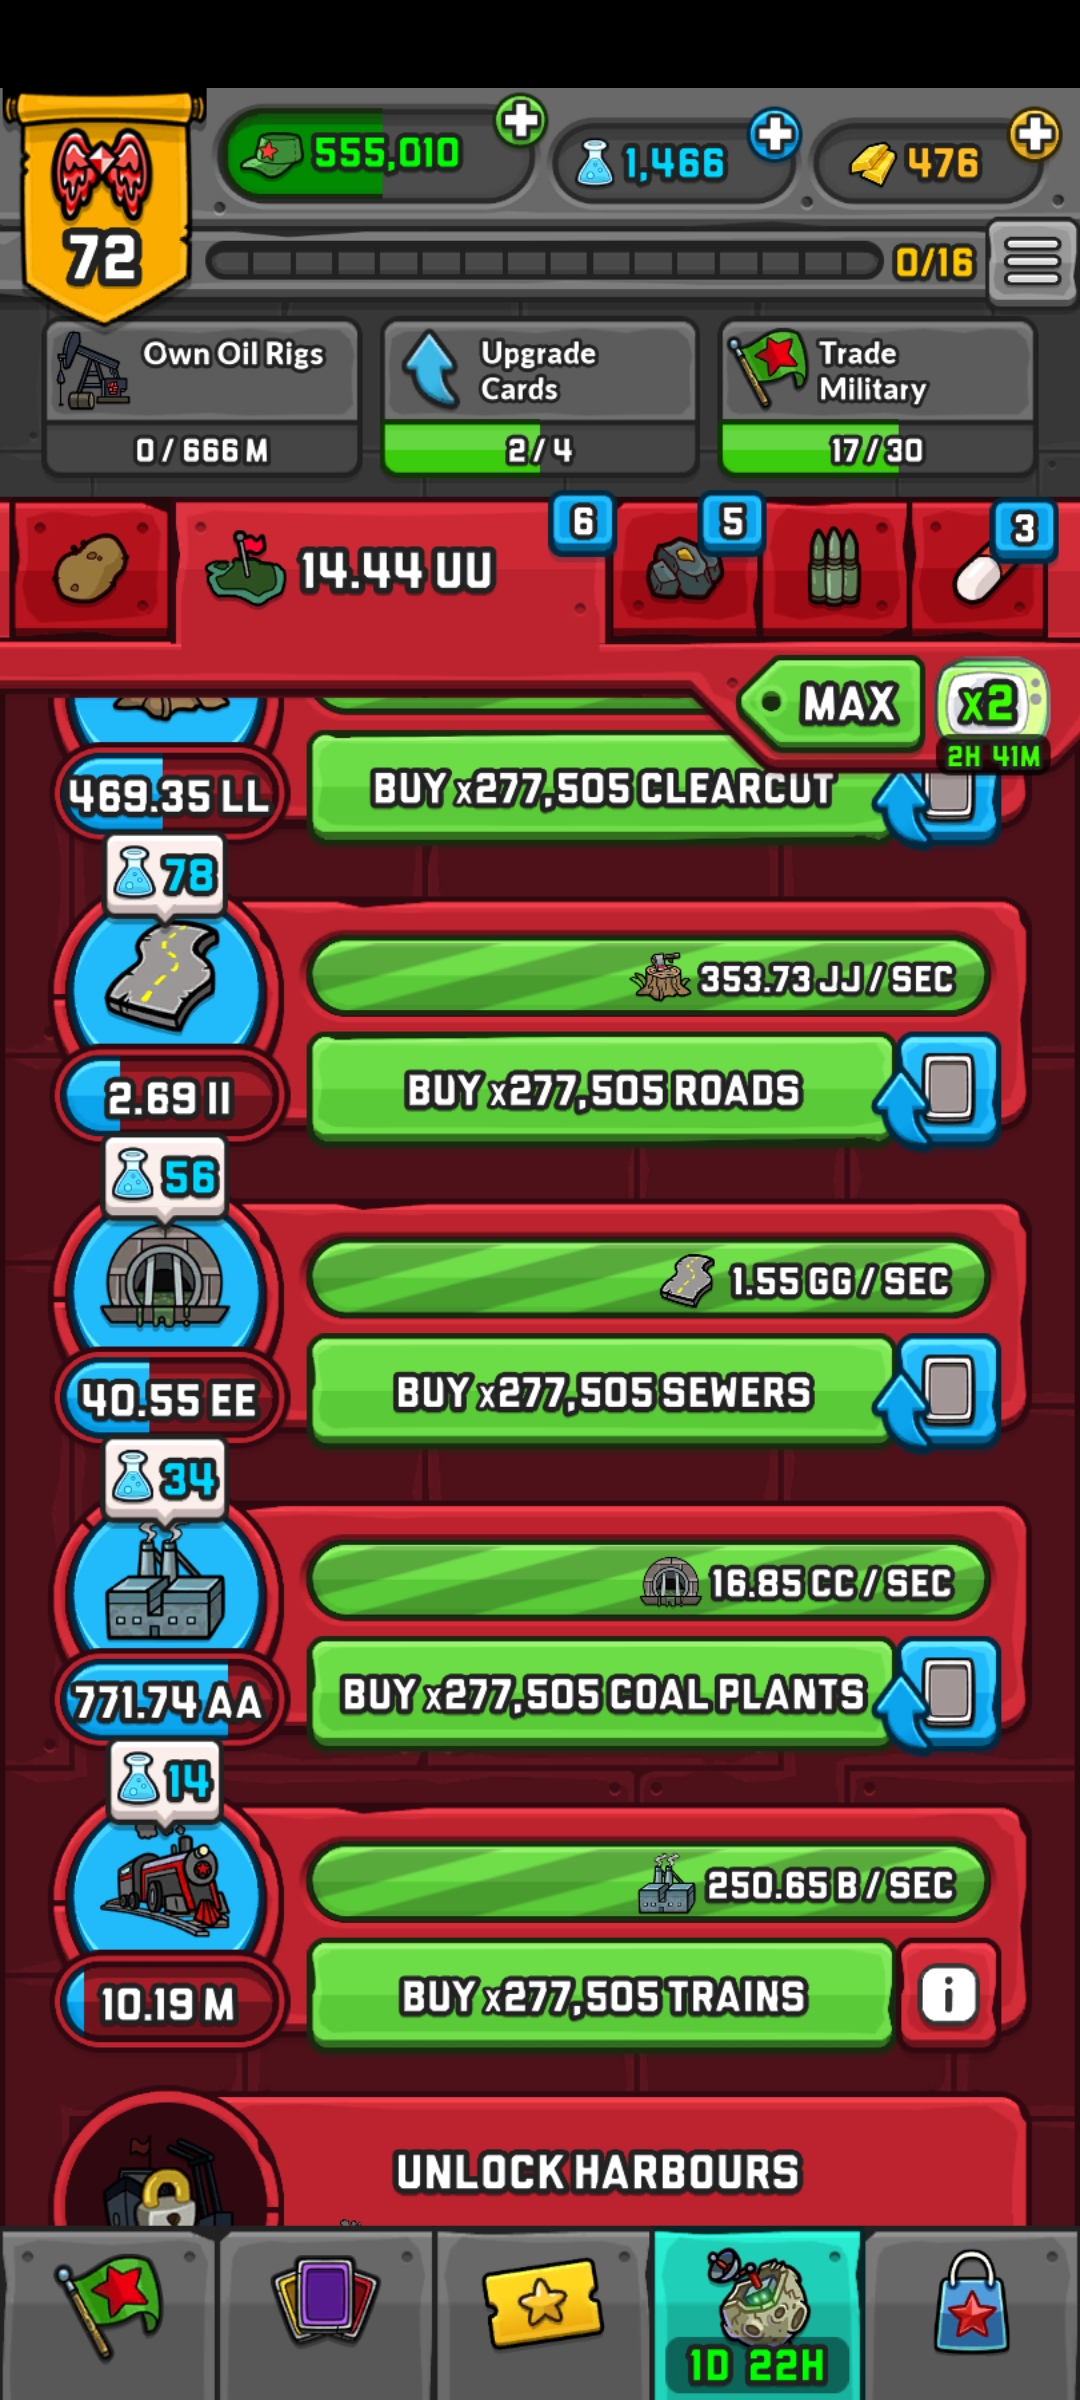 555,010
1,466
476
72
0/16
Own Oil Rigs
0 / 666 M
Upgrade
Cards
2 / 4
Trade
Military
17 / 30
14.44 UU
6
5
3
MAX
x2
2H 41M
469.35 LL
BUY x277,505 CLEARCUT
78
353.73 JJ / SEC
2.69 II
BUY x277,505 ROADS
56
1.55 GG / SEC
40.55 EE
BUY x277,505 SEWERS
34
16.85 CC / SEC
771.74 AA
BUY x277,505 COAL PLANTS
14
250.65 B / SEC
10.19 M
BUY x277,505 TRAINS
i
UNLOCK HARBOURS
1D 22H